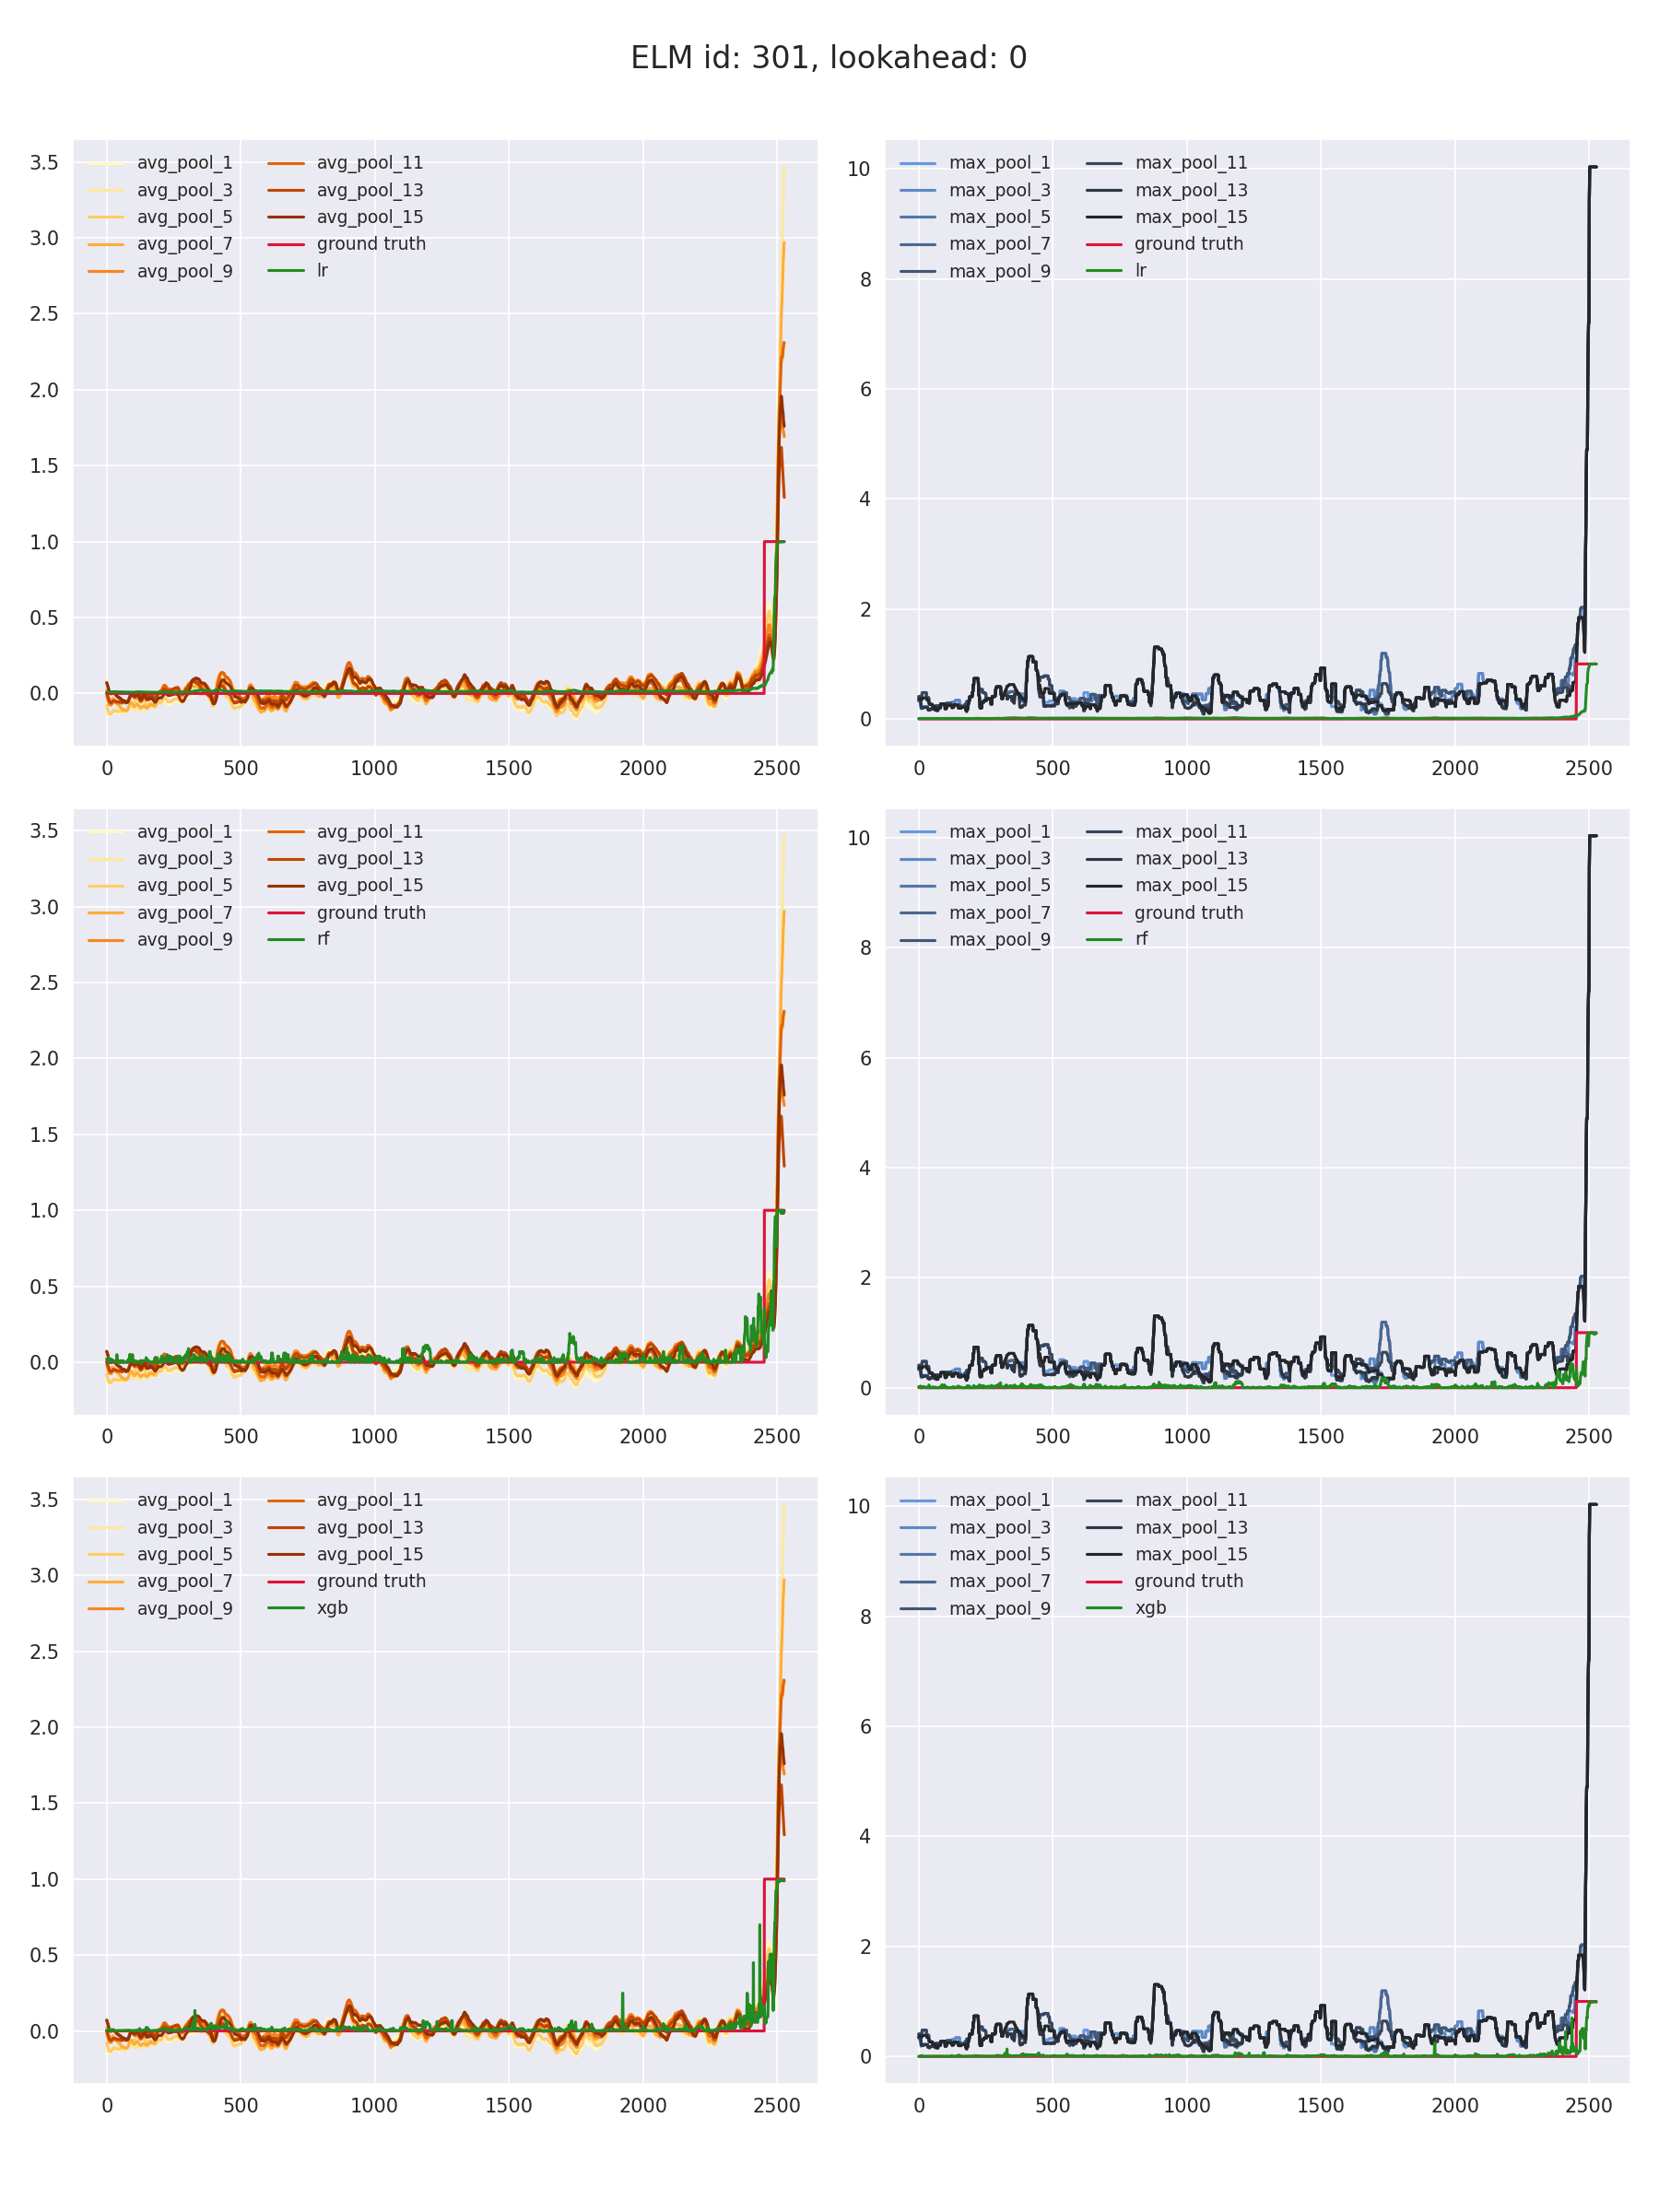 ELM id: 301, lookahead: 0
3.5
3.0
2.5
2.0
1.5
1.0
0.5
0.0
avg_pool_1
avg_pool_3
avg_pool_5
avg_pool_7
avg_pool_9
avg_pool_11
avg_pool_13
avg_pool_15
ground truth
lr
0 500 1000 1500 2000 2500
10
8
6
4
2
0
max_pool_1
max_pool_3
max_pool_5
max_pool_7
max_pool_9
max_pool_11
max_pool_13
max_pool_15
ground truth
lr
0 500 1000 1500 2000 2500
3.5
3.0
2.5
2.0
1.5
1.0
0.5
0.0
avg_pool_1
avg_pool_3
avg_pool_5
avg_pool_7
avg_pool_9
avg_pool_11
avg_pool_13
avg_pool_15
ground truth
rf
0 500 1000 1500 2000 2500
10
8
6
4
2
0
max_pool_1
max_pool_3
max_pool_5
max_pool_7
max_pool_9
max_pool_11
max_pool_13
max_pool_15
ground truth
rf
0 500 1000 1500 2000 2500
3.5
3.0
2.5
2.0
1.5
1.0
0.5
0.0
avg_pool_1
avg_pool_3
avg_pool_5
avg_pool_7
avg_pool_9
avg_pool_11
avg_pool_13
avg_pool_15
ground truth
xgb
0 500 1000 1500 2000 2500
10
8
6
4
2
0
max_pool_1
max_pool_3
max_pool_5
max_pool_7
max_pool_9
max_pool_11
max_pool_13
max_pool_15
ground truth
xgb
0 500 1000 1500 2000 2500